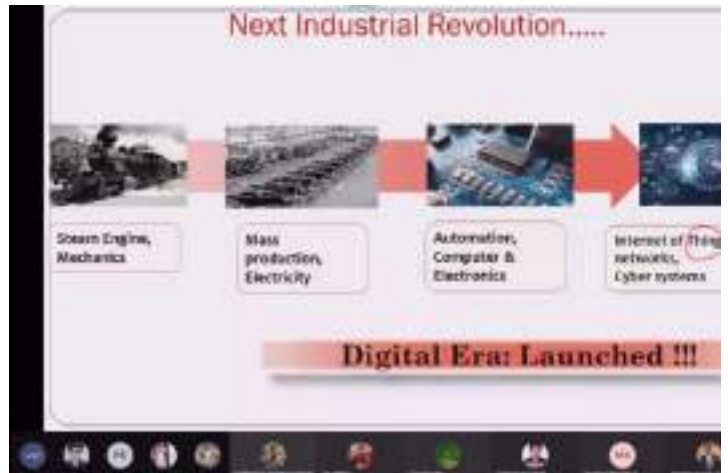 Next Industrial Revolution.....
Steam Engine,
Mechanics
Mass
production,
Electricity
Automation,
Computer &
Electronics
Internet of Thing
networks,
Cyber systems
Digital Era: Launched !!!